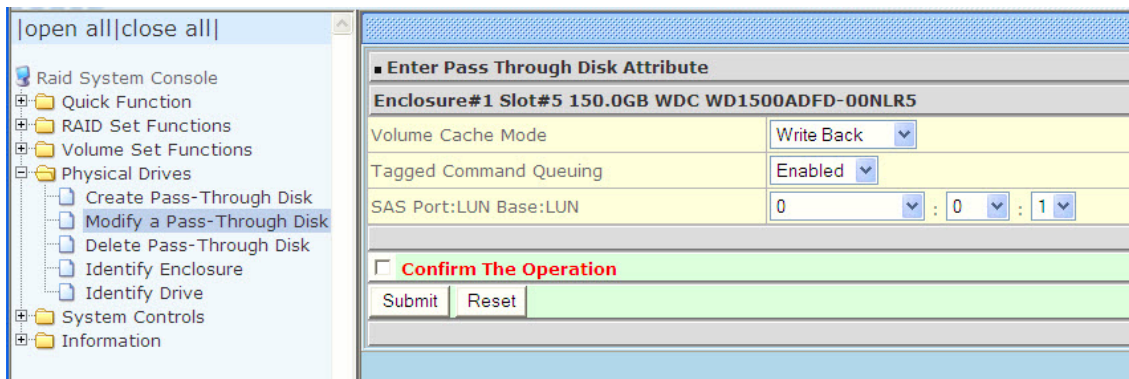 |open all|close all|
Raid System Console
Quick Function
RAID Set Functions
Volume Set Functions
Physical Drives
Create Pass-Through Disk
Modify a Pass-Through Disk
Delete Pass-Through Disk
Identify Enclosure
Identify Drive
System Controls
Information
Enter Pass Through Disk Attribute
Enclosure#1 Slot#5 150.0GB WDC WD1500ADFD-00NLR5
Volume Cache Mode Write Back
Tagged Command Queuing Enabled
SAS Port:LUN Base:LUN 0 : 0 : 1
Confirm The Operation
Submit Reset